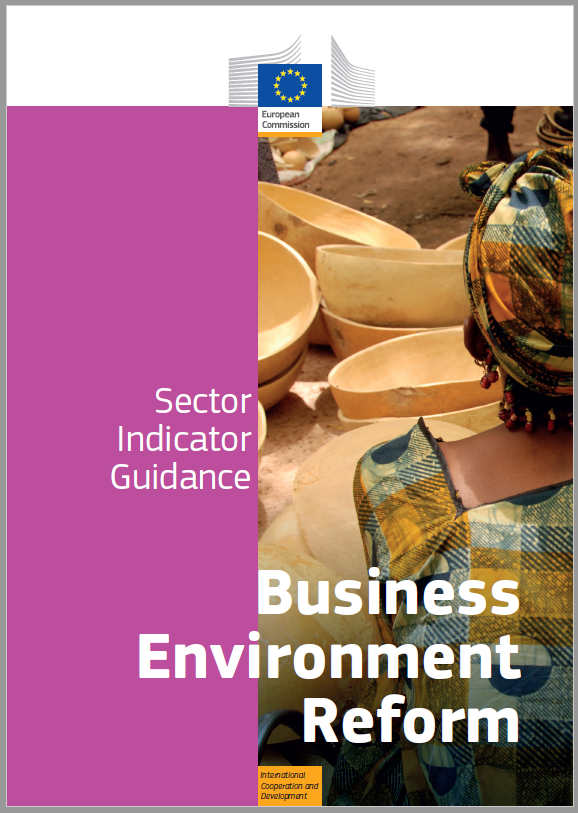 European
Commission
Sector
Indicator
Guidance
Business
Environment
Reform
International
Cooperation and
Development